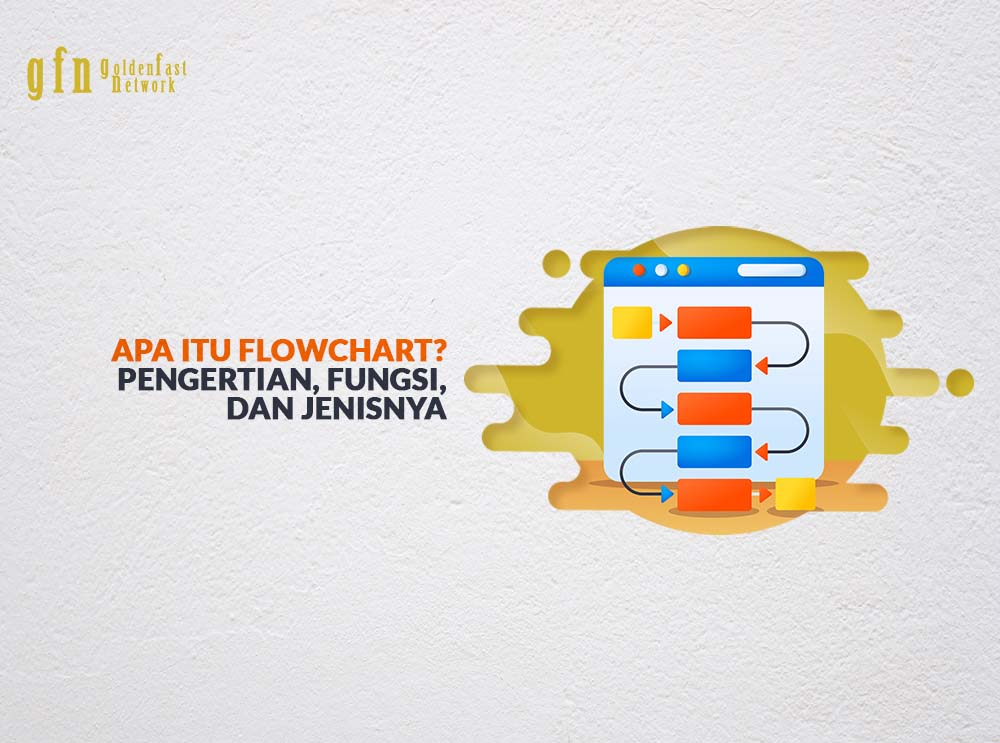 gfn GoldenFast
Network
APA ITU FLOWCHART?
PENGERTIAN, FUNGSI,
DAN JENISNYA